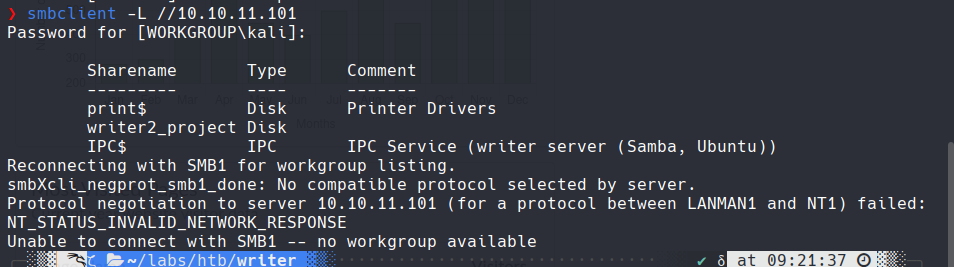 ❯ smbclient -L //10.10.11.101
Password for [WORKGROUP\kali]:
Sharename Type Comment
--------- ---- -------
print$ Disk Printer Drivers
writer2_project Disk
IPC$ IPC IPC Service (writer server (Samba, Ubuntu))
Reconnecting with SMB1 for workgroup listing.
smbXcli_negprot_smb1_done: No compatible protocol selected by server.
Protocol negotiation to server 10.10.11.101 (for a protocol between LANMAN1 and NT1) failed:
NT_STATUS_INVALID_NETWORK_RESPONSE
Unable to connect with SMB1 -- no workgroup available
~/labs/htb/writer ✔ δ at 09:21:37